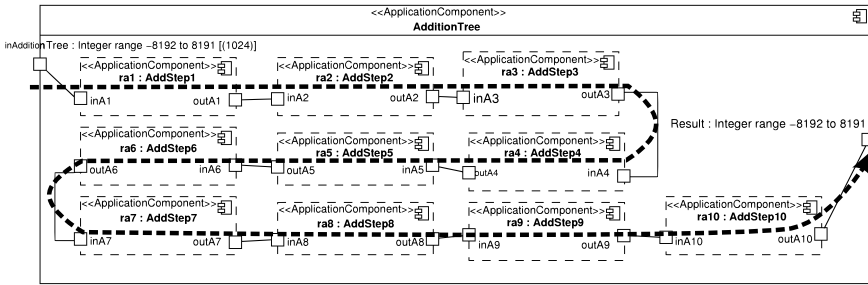 <<ApplicationComponent>>
AdditionTree
inAdditionTree : Integer range −8192 to 8191 [(1024)]
<<ApplicationComponent>>
ra1 : AddStep1
inA1
outA1
<<ApplicationComponent>>
ra2 : AddStep2
inA2
outA2
<<ApplicationComponent>>
ra3 : AddStep3
inA3
outA3
Result : Integer range −8192 to 8191
<<ApplicationComponent>>
ra6 : AddStep6
outA6
inA6
<<ApplicationComponent>>
ra5 : AddStep5
outA5
inA5
<<ApplicationComponent>>
ra4 : AddStep4
outA4
inA4
<<ApplicationComponent>>
ra7 : AddStep7
inA7
outA7
<<ApplicationComponent>>
ra8 : AddStep8
inA8
outA8
<<ApplicationComponent>>
ra9 : AddStep9
inA9
outA9
<<ApplicationComponent>>
ra10 : AddStep10
inA10
outA10